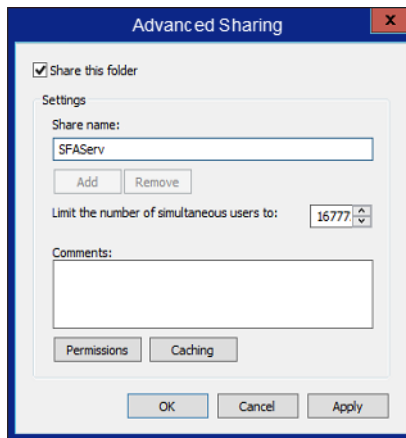 Advanced Sharing
x
Share this folder
Settings
Share name:
SFAServ
Add Remove
Limit the number of simultaneous users to: 16777
Comments:
Permissions Caching
OK Cancel Apply